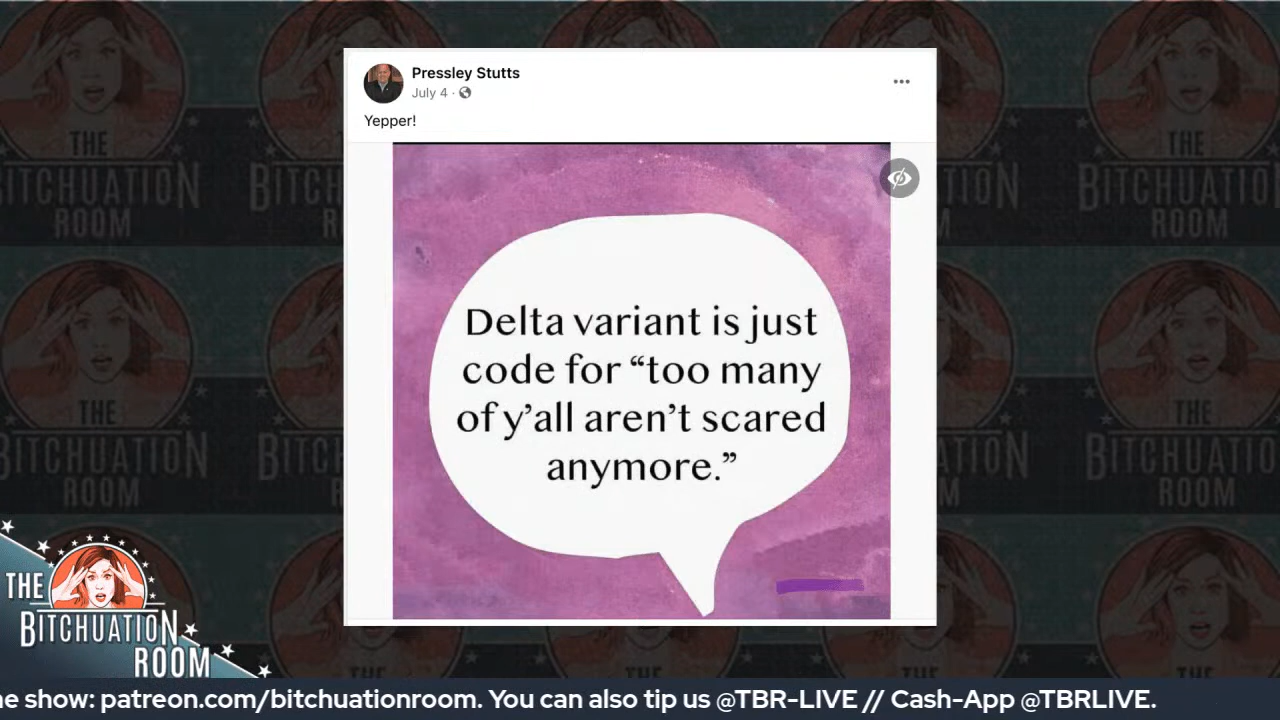 Pressley Stutts
July 4 ·
Yepper!
Delta variant is just
code for “too many
of y’all aren’t scared
anymore.”
THE
BITCHUATION
ROOM
he show: patreon.com/bitchuationroom. You can also tip us @TBR-LIVE // Cash-App @TBRLIVE.